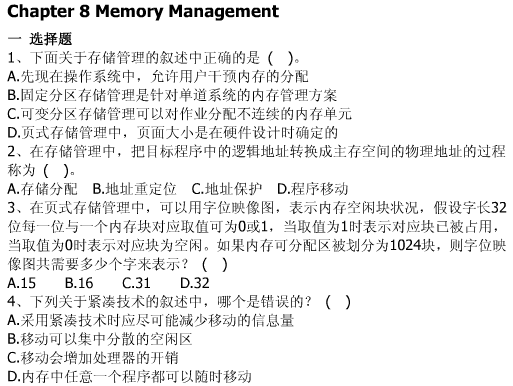 Chapter 8 Memory Management
一 选择题
1、下面关于存储管理的叙述中正确的是 (    )。
A.先现在操作系统中，允许用户干预内存的分配
B.固定分区存储管理是针对单道系统的内存管理方案
C.可变分区存储管理可以对作业分配不连续的内存单元
D.页式存储管理中，页面大小是在硬件设计时确定的
2、在存储管理中，把目标程序中的逻辑地址转换成主存空间的物理地址的过程
称为 (    )。
A.存储分配  B.地址重定位  C.地址保护  D.程序移动
3、在页式存储管理中，可以用字位映像图，表示内存空闲块状况，假设字长32
位每一位与一个内存块对应取值可为0或1，当取值为1时表示对应块已被占用，
当取值为0时表示对应块为空闲。如果内存可分配区被划分为1024块，则字位映
像图共需要多少个字来表示？ (    )
A.15    B.16    C.31    D.32
4、下列关于紧凑技术的叙述中，哪个是错误的？ (    )
A.采用紧凑技术时应尽可能减少移动的信息量
B.移动可以集中分散的空闲区
C.移动会增加处理器的开销
D.内存中任意一个程序都可以随时移动